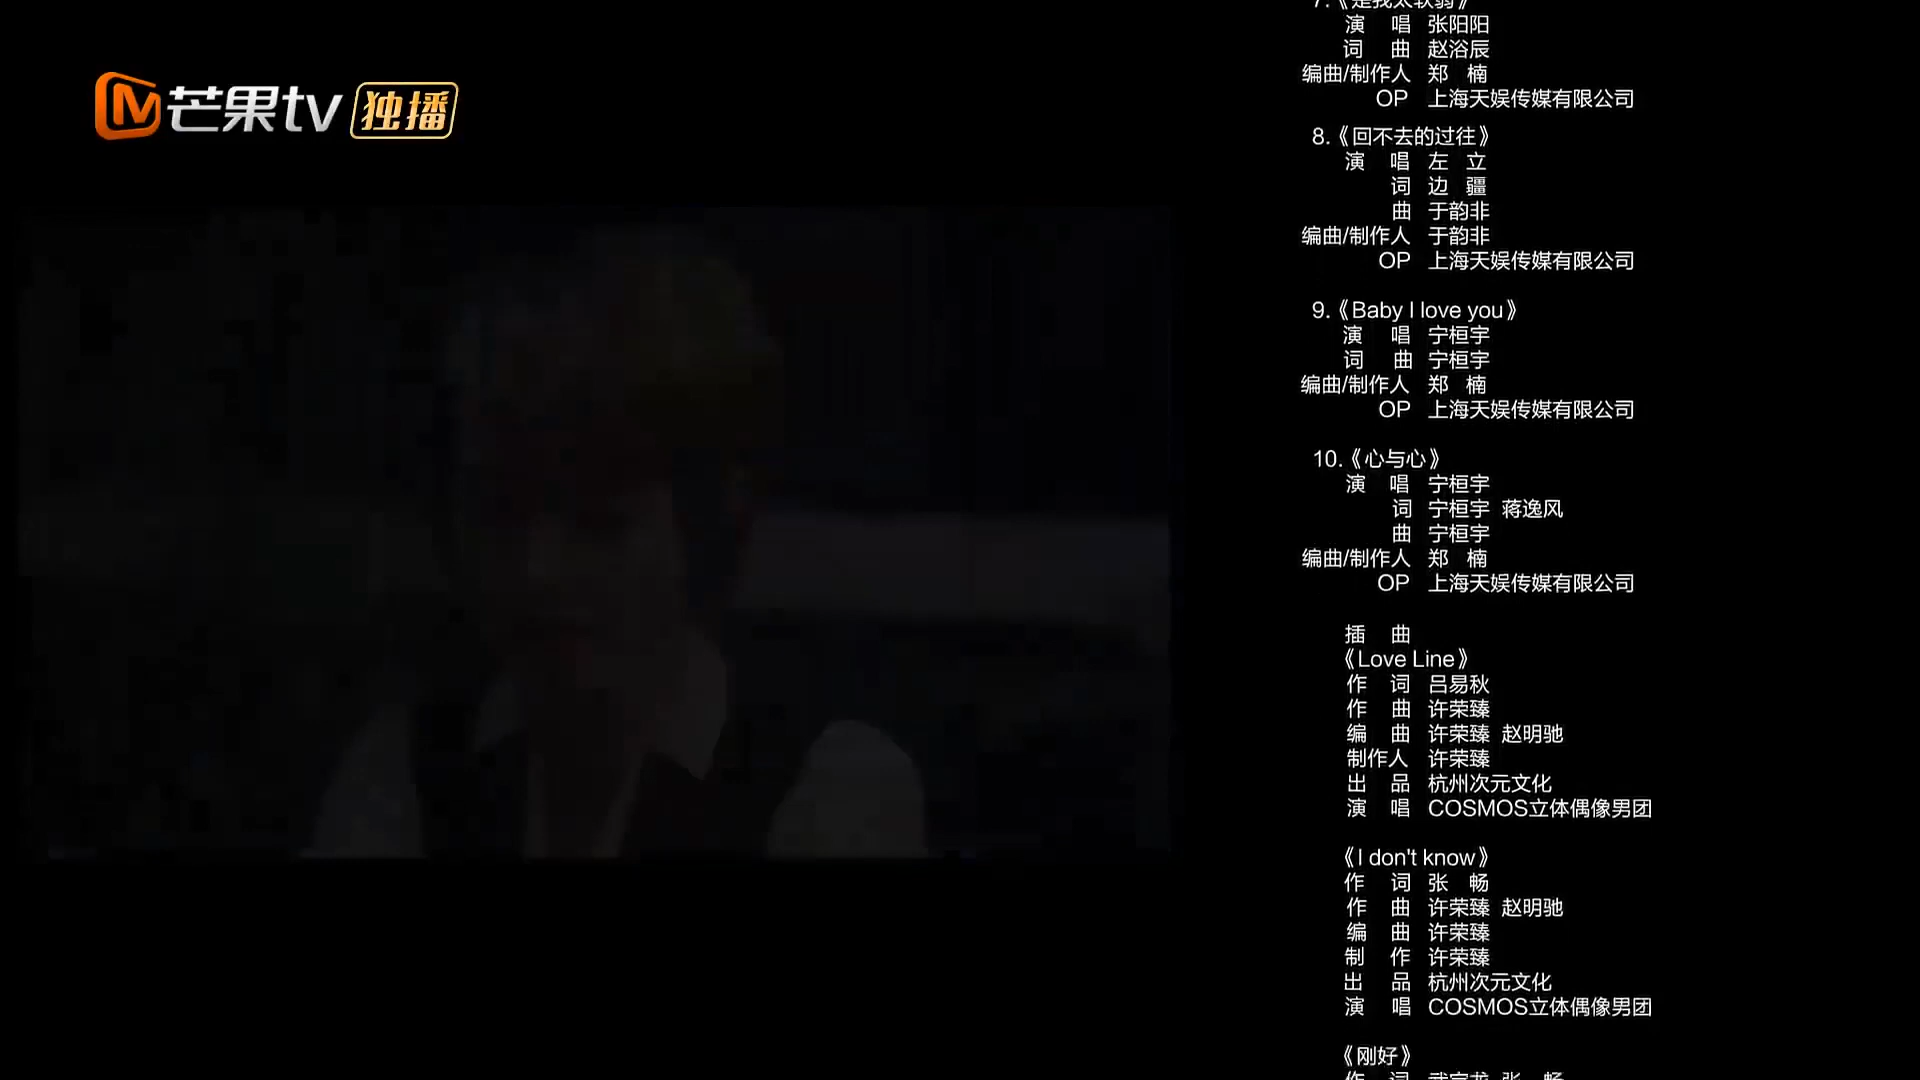 芒果tv 独播
7.《是我太软弱》
演 唱 张阳阳
词 曲 赵浴辰
编曲/制作人 郑 楠
OP 上海天娱传媒有限公司
8.《回不去的过往》
演 唱 左 立
词 边 疆
曲 于韵非
编曲/制作人 于韵非
OP 上海天娱传媒有限公司
9.《Baby I love you》
演 唱 宁桓宇
词 曲 宁桓宇
编曲/制作人 郑 楠
OP 上海天娱传媒有限公司
10.《心与心》
演 唱 宁桓宇
词 宁桓宇 蒋逸风
曲 宁桓宇
编曲/制作人 郑 楠
OP 上海天娱传媒有限公司
插 曲
《Love Line》
作 词 吕易秋
作 曲 许荣臻
编 曲 许荣臻 赵明驰
制作人 许荣臻
出 品 杭州次元文化
演 唱 COSMOS立体偶像男团
《I don't know》
作 词 张 畅
作 曲 许荣臻 赵明驰
编 曲 许荣臻
制 作 许荣臻
出 品 杭州次元文化
演 唱 COSMOS立体偶像男团
《刚好》
作 词 张 畅